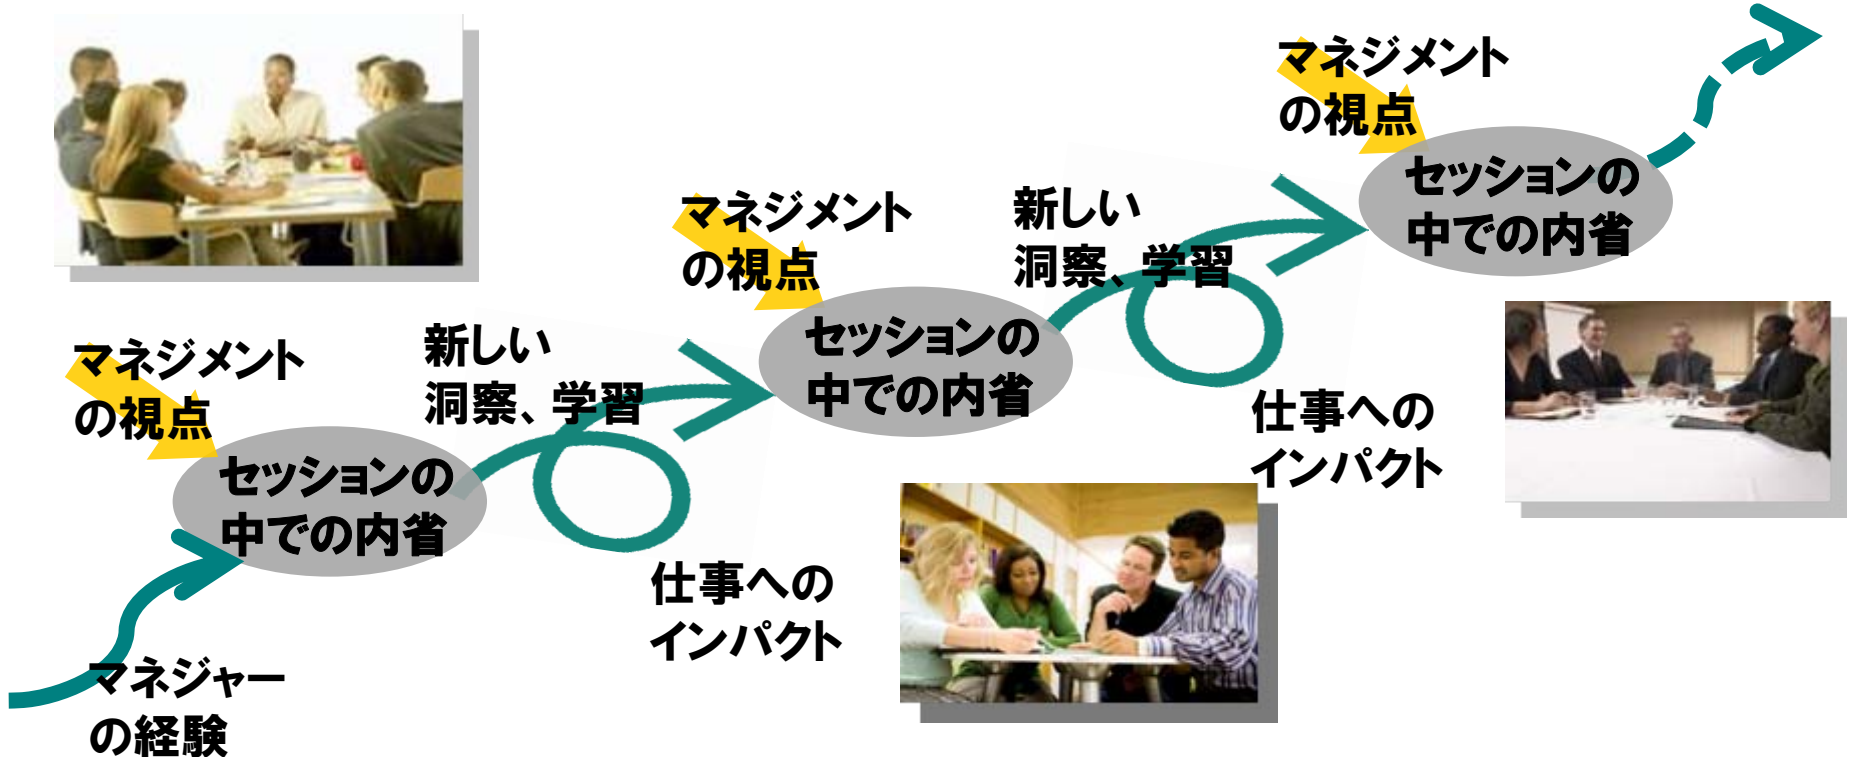 マネジャー
の経験
マネジメント
の視点
セッションの
中での内省
新しい
洞察、学習
仕事への
インパクト
マネジメント
の視点
セッションの
中での内省
新しい
洞察、学習
仕事への
インパクト
マネジメント
の視点
セッションの
中での内省